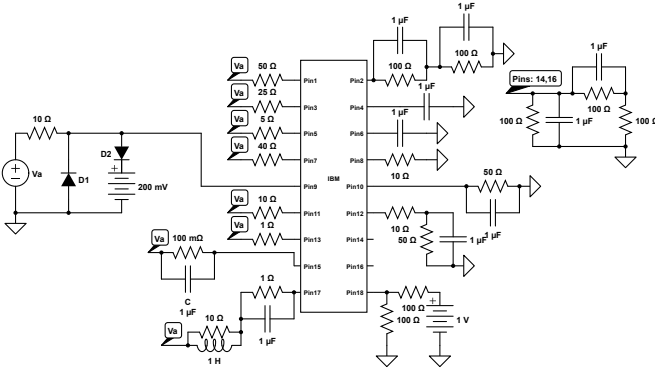 1 µF
1 µF
100 Ω
100 Ω
Va
50 Ω
Pin1
Pin2
Va
25 Ω
Pin3
Pin4
1 µF
Va
5 Ω
Pin5
Pin6
1 µF
Va
40 Ω
Pin7
Pin8
10 Ω
IBM
Pins: 14,16
1 µF
100 Ω
100 Ω
1 µF
100 Ω
10 Ω
Va
D1
D2
+
200 mV
Pin9
Pin10
50 Ω
1 µF
Va
10 Ω
Pin11
Pin12
10 Ω
50 Ω
1 µF
Va
1 Ω
Pin13
Pin14
Va
100 mΩ
C
1 µF
Pin15
Pin16
1 Ω
Pin17
Pin18
1 µF
Va
10 Ω
1 H
100 Ω
100 Ω
+
1 V